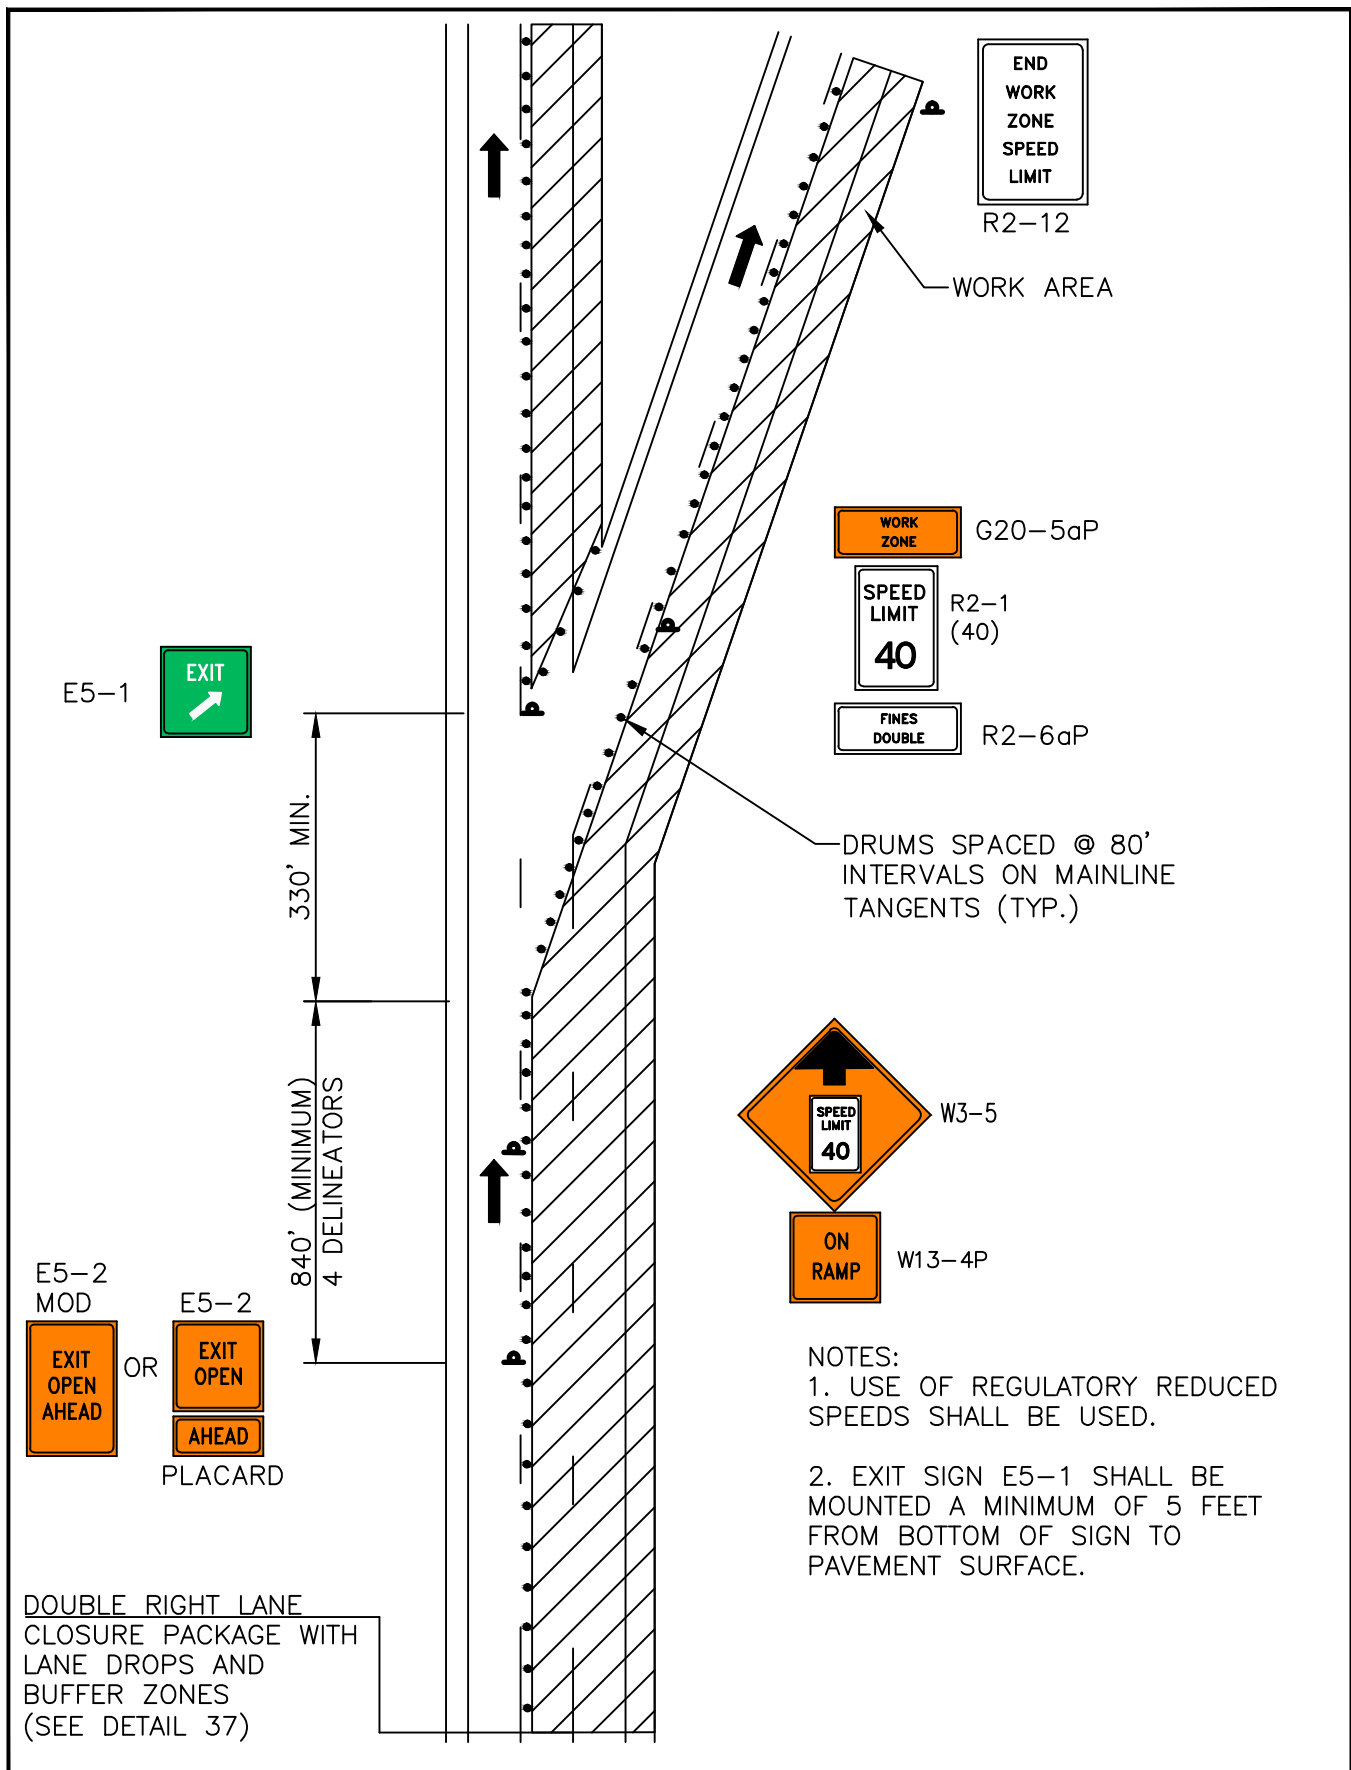 END
WORK
ZONE
SPEED
LIMIT
R2-12
WORK AREA
WORK
ZONE
G20-5aP
SPEED
LIMIT
40
R2-1
(40)
FINES
DOUBLE
R2-6aP
E5-1
EXIT
330' MIN.
DRUMS SPACED @ 80'
INTERVALS ON MAINLINE
TANGENTS (TYP.)
840' (MINIMUM)
4 DELINEATORS
SPEED
LIMIT
40
W3-5
ON
RAMP
W13-4P
E5-2
MOD
EXIT
OPEN
AHEAD
OR
E5-2
EXIT
OPEN
AHEAD
PLACARD
NOTES:
1. USE OF REGULATORY REDUCED
SPEEDS SHALL BE USED.
2. EXIT SIGN E5-1 SHALL BE
MOUNTED A MINIMUM OF 5 FEET
FROM BOTTOM OF SIGN TO
PAVEMENT SURFACE.
DOUBLE RIGHT LANE
CLOSURE PACKAGE WITH
LANE DROPS AND
BUFFER ZONES
(SEE DETAIL 37)